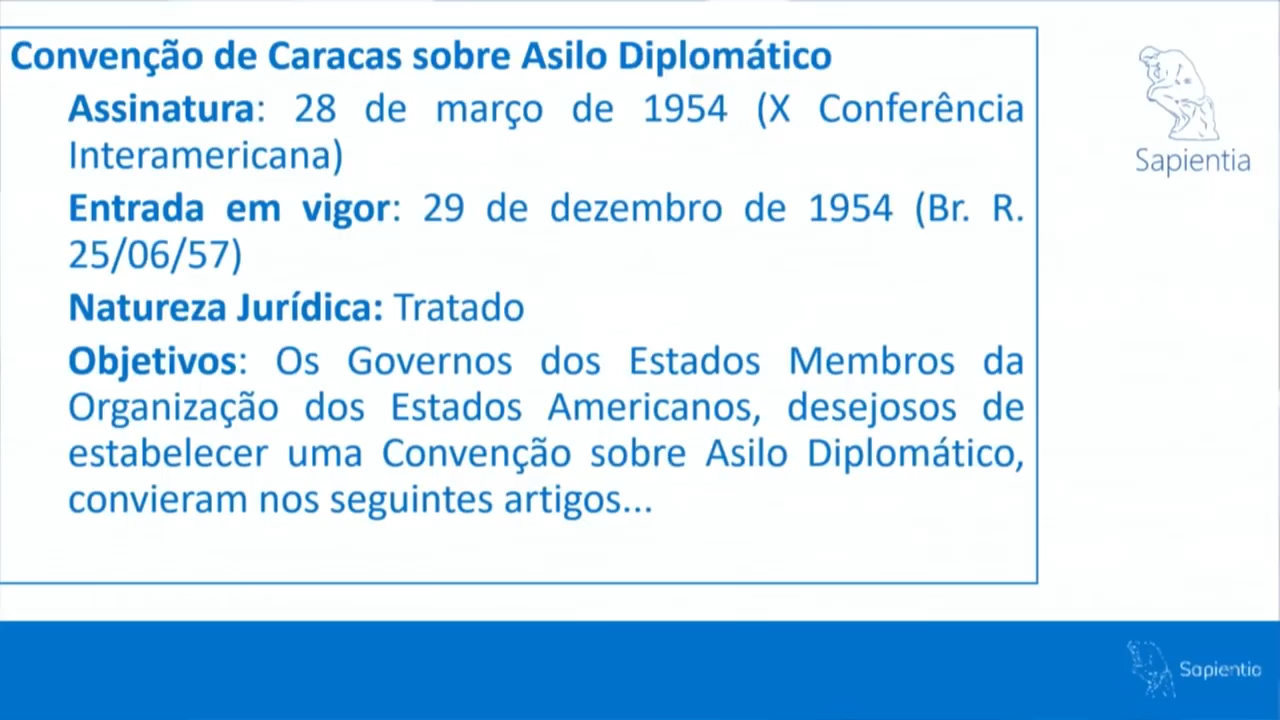 Convenção de Caracas sobre Asilo Diplomático
Assinatura: 28 de março de 1954 (X Conferência
Interamericana)
Entrada em vigor: 29 de dezembro de 1954 (Br. R.
25/06/57)
Natureza Jurídica: Tratado
Objetivos: Os Governos dos Estados Membros da
Organização dos Estados Americanos, desejosos de
estabelecer uma Convenção sobre Asilo Diplomático,
convieram nos seguintes artigos...
Sapientia
Sapientia